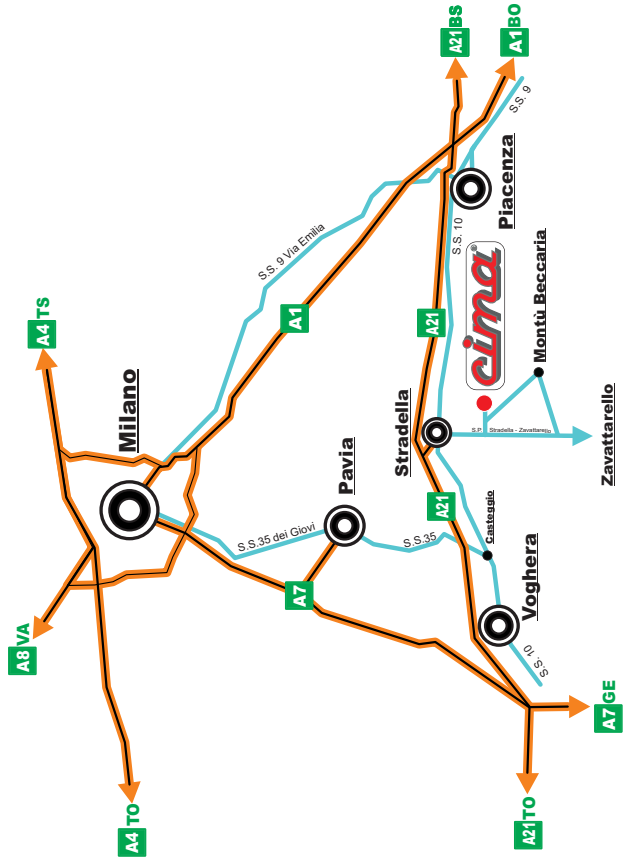 A4 TO
A8 VA
A4 TS
Milano
S.S.35 dei Giovi
S.S. 9 Via Emilia
A1
A7
Pavia
S.S.35
Stradella
A21
A21
A21 BS
A1 BO
S.S. 9
S.S. 10
Piacenza
cima®
S.P. Stradella - Zavattarello
Montù Beccaria
Zavattarello
Casteggio
Voghera
S.S. 10
A21 TO
A7 GE